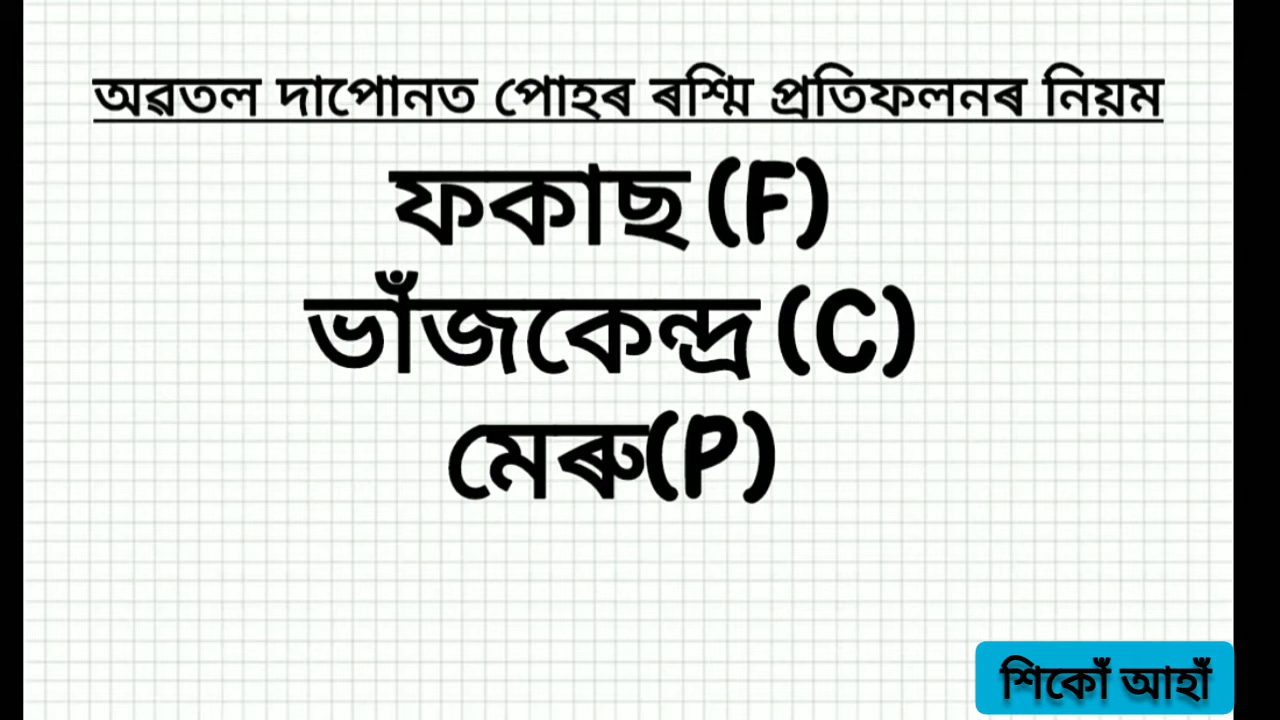 অৱতল দাপোনত পোহৰ ৰশ্মি প্ৰতিফলনৰ নিয়ম
ফকাছ (F)
ভাঁজকেন্দ্ৰ (C)
মেৰু(P)
শিকোঁ আহাঁ